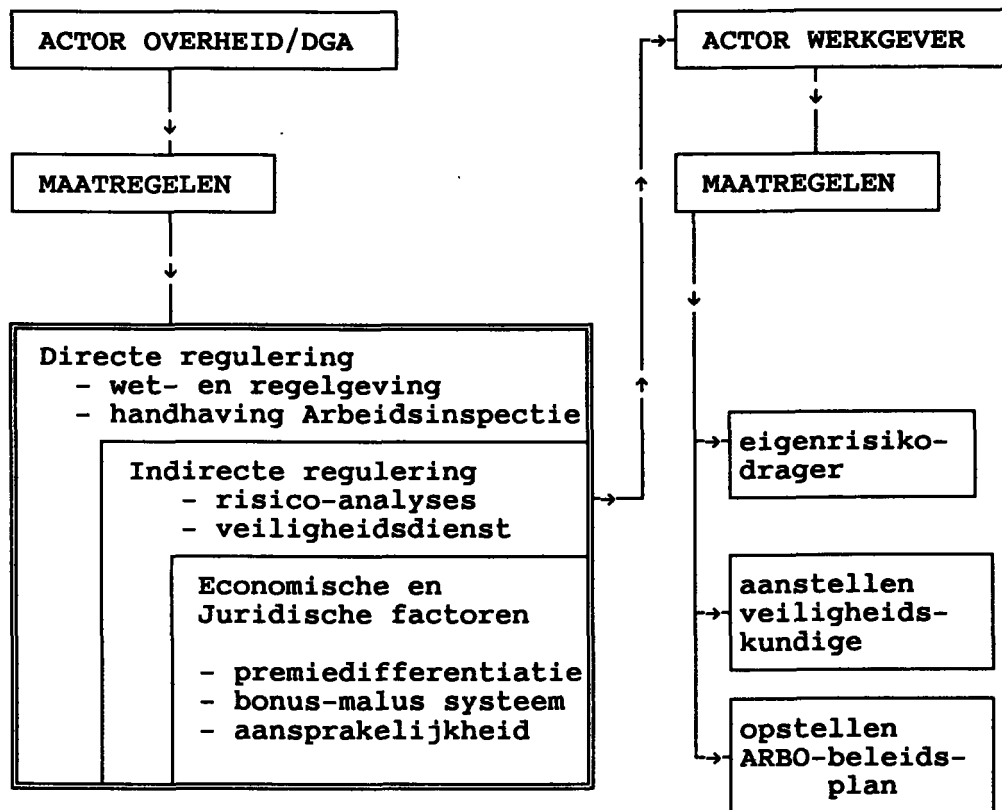 ACTOR OVERHEID/DGA
MAATREGELEN
Directe regulering
- wet- en regelgeving
- handhaving Arbeidsinspectie
Indirecte regulering
- risico-analyses
- veiligheidsdienst
Economische en
Juridische factoren
- premiedifferentiatie
- bonus-malus systeem
- aansprakelijkheid
ACTOR WERKGEVER
MAATREGELEN
eigenrisiko-
drager
aanstellen
veiligheids-
kundige
opstellen
ARBO-beleids-
plan